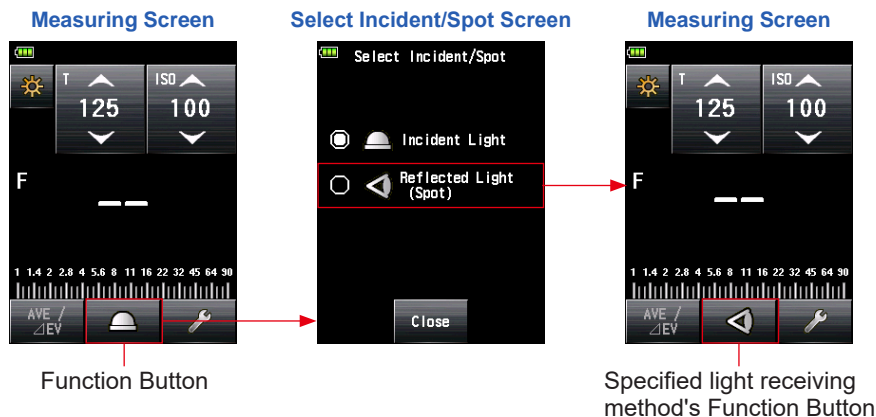 Measuring Screen
T
ISO
125
100
F
1 1.4 2 2.8 4 5.6 8 11 16 22 32 45 64 90
AVE /
⊿EV
Function Button
Select Incident/Spot Screen
Select Incident/Spot
Incident Light
Reflected Light
(Spot)
Close
Measuring Screen
T
ISO
125
100
F
1 1.4 2 2.8 4 5.6 8 11 16 22 32 45 64 90
AVE /
⊿EV
Specified light receiving
method's Function Button